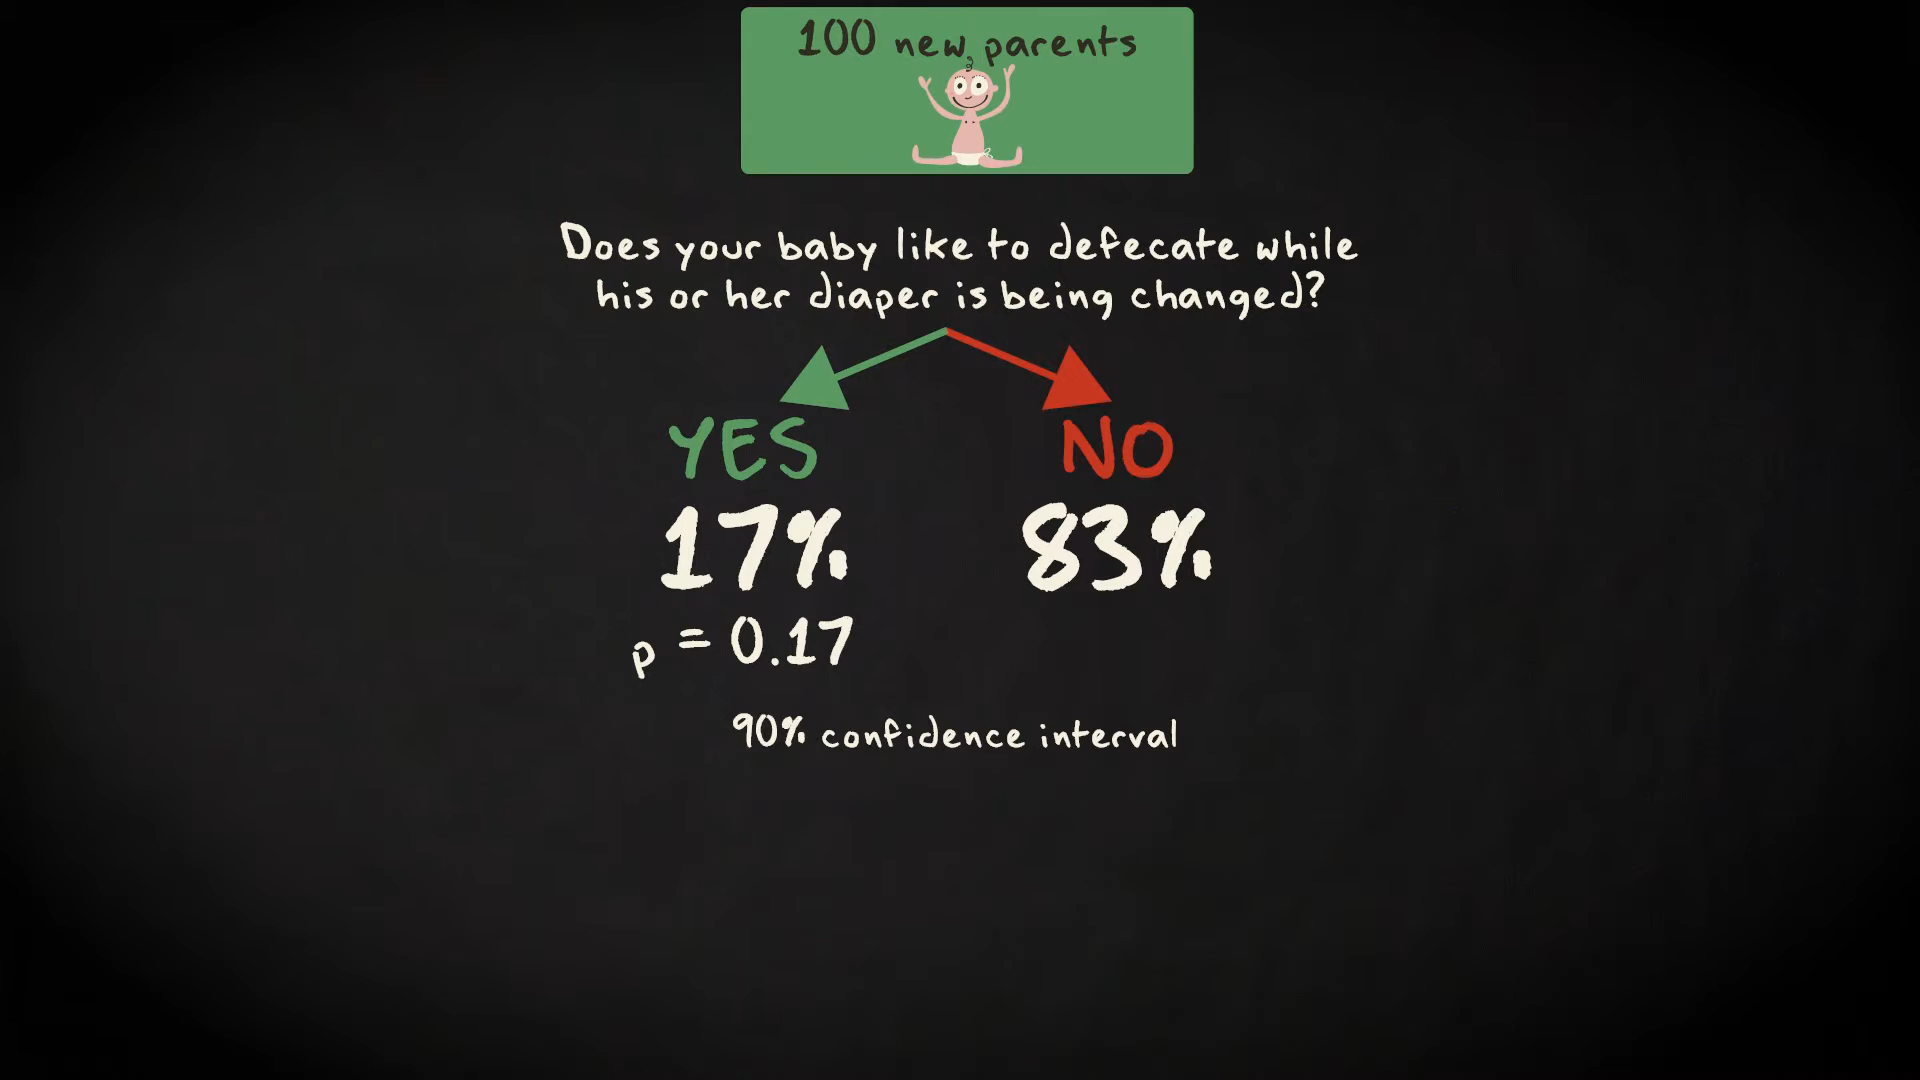 100 new parents
Does your baby like to defecate while
his or her diaper is being changed?
YES
NO
17%
83%
p = 0.17
90% confidence interval